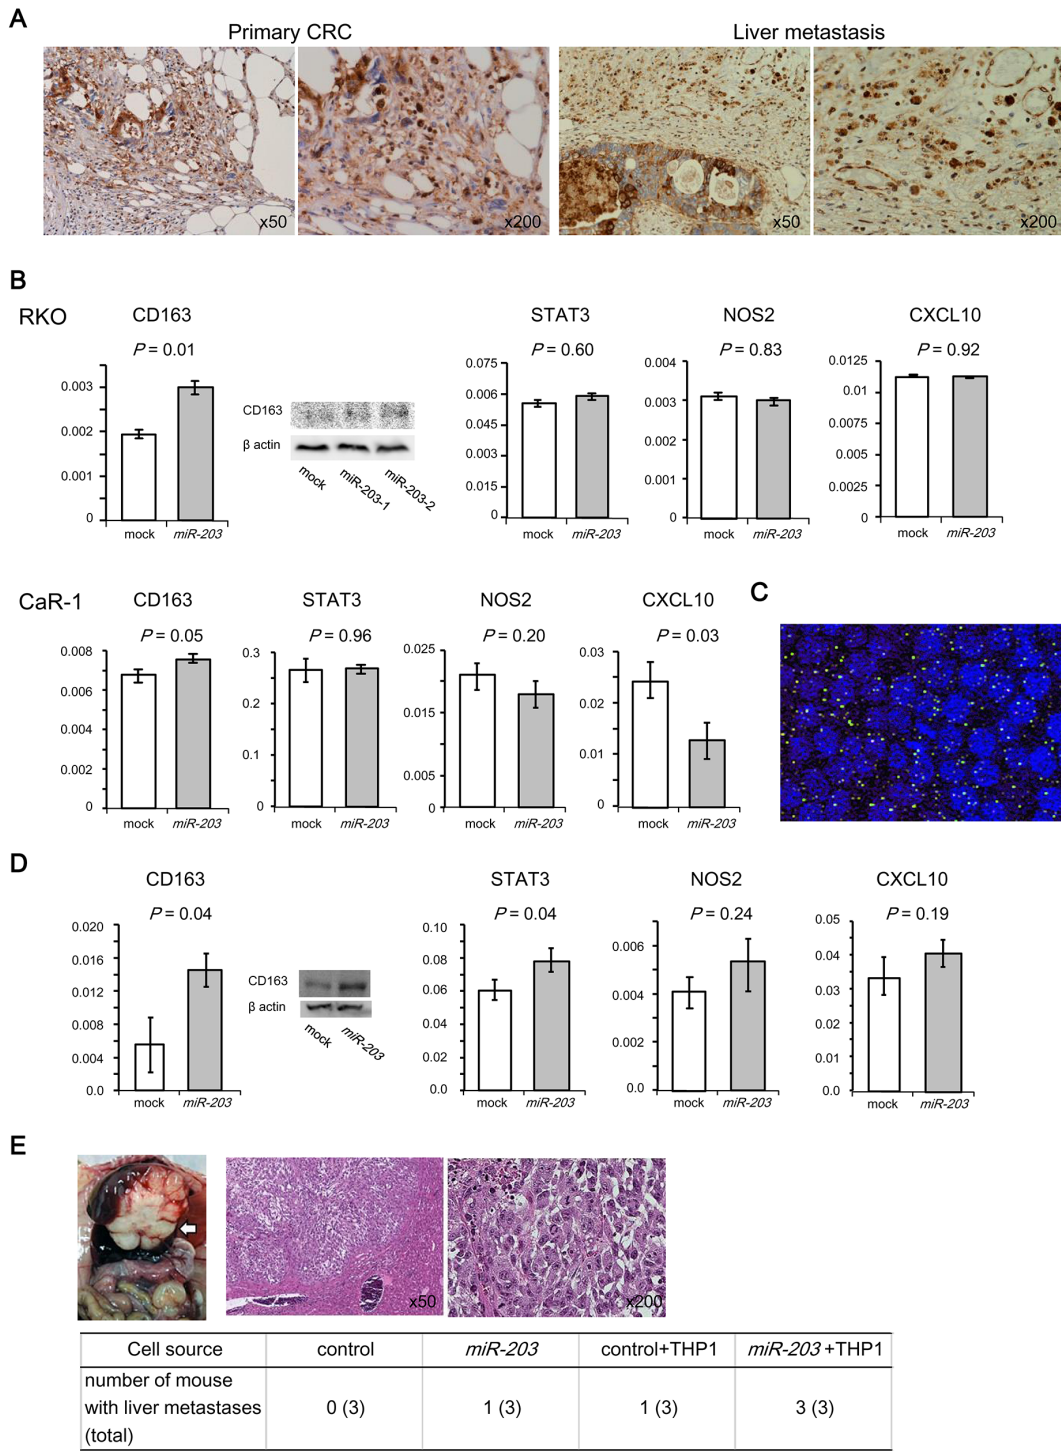 A
Primary CRC
Liver metastasis
x50
x200
x50
x200
B
RKO
CD163
P = 0.01
0.003
0.002
0.001
0
mock
miR-203
CD163
β actin
mock
miR-203-1
miR-203-2
STAT3
P = 0.60
0.075
0.006
0.045
0.003
0.015
0
mock
miR-203
NOS2
P = 0.83
0.004
0.003
0.002
0.001
0
mock
miR-203
CXCL10
P = 0.92
0.0125
0.01
0.0075
0.005
0.0025
0
mock
miR-203
CaR-1
CD163
P = 0.05
0.008
0.006
0.004
0.002
0
mock
miR-203
STAT3
P = 0.96
0.3
0.2
0.1
0
mock
miR-203
NOS2
P = 0.20
0.025
0.015
0.005
0
mock
miR-203
CXCL10
P = 0.03
0.03
0.02
0.01
0
mock
miR-203
C
D
CD163
P = 0.04
0.020
0.016
0.012
0.008
0.004
0.0
mock
miR-203
CD163
β actin
mock
miR-203
STAT3
P = 0.04
0.10
0.08
0.06
0.04
0.02
0.0
mock
miR-203
NOS2
P = 0.24
0.006
0.004
0.002
0.0
mock
miR-203
CXCL10
P = 0.19
0.05
0.04
0.03
0.02
0.01
0.0
mock
miR-203
E
x50
x200
Cell source control miR-203 control+THP1 miR-203 +THP1
number of mouse
with liver metastases 0 (3) 1 (3) 1 (3) 3 (3)
(total)